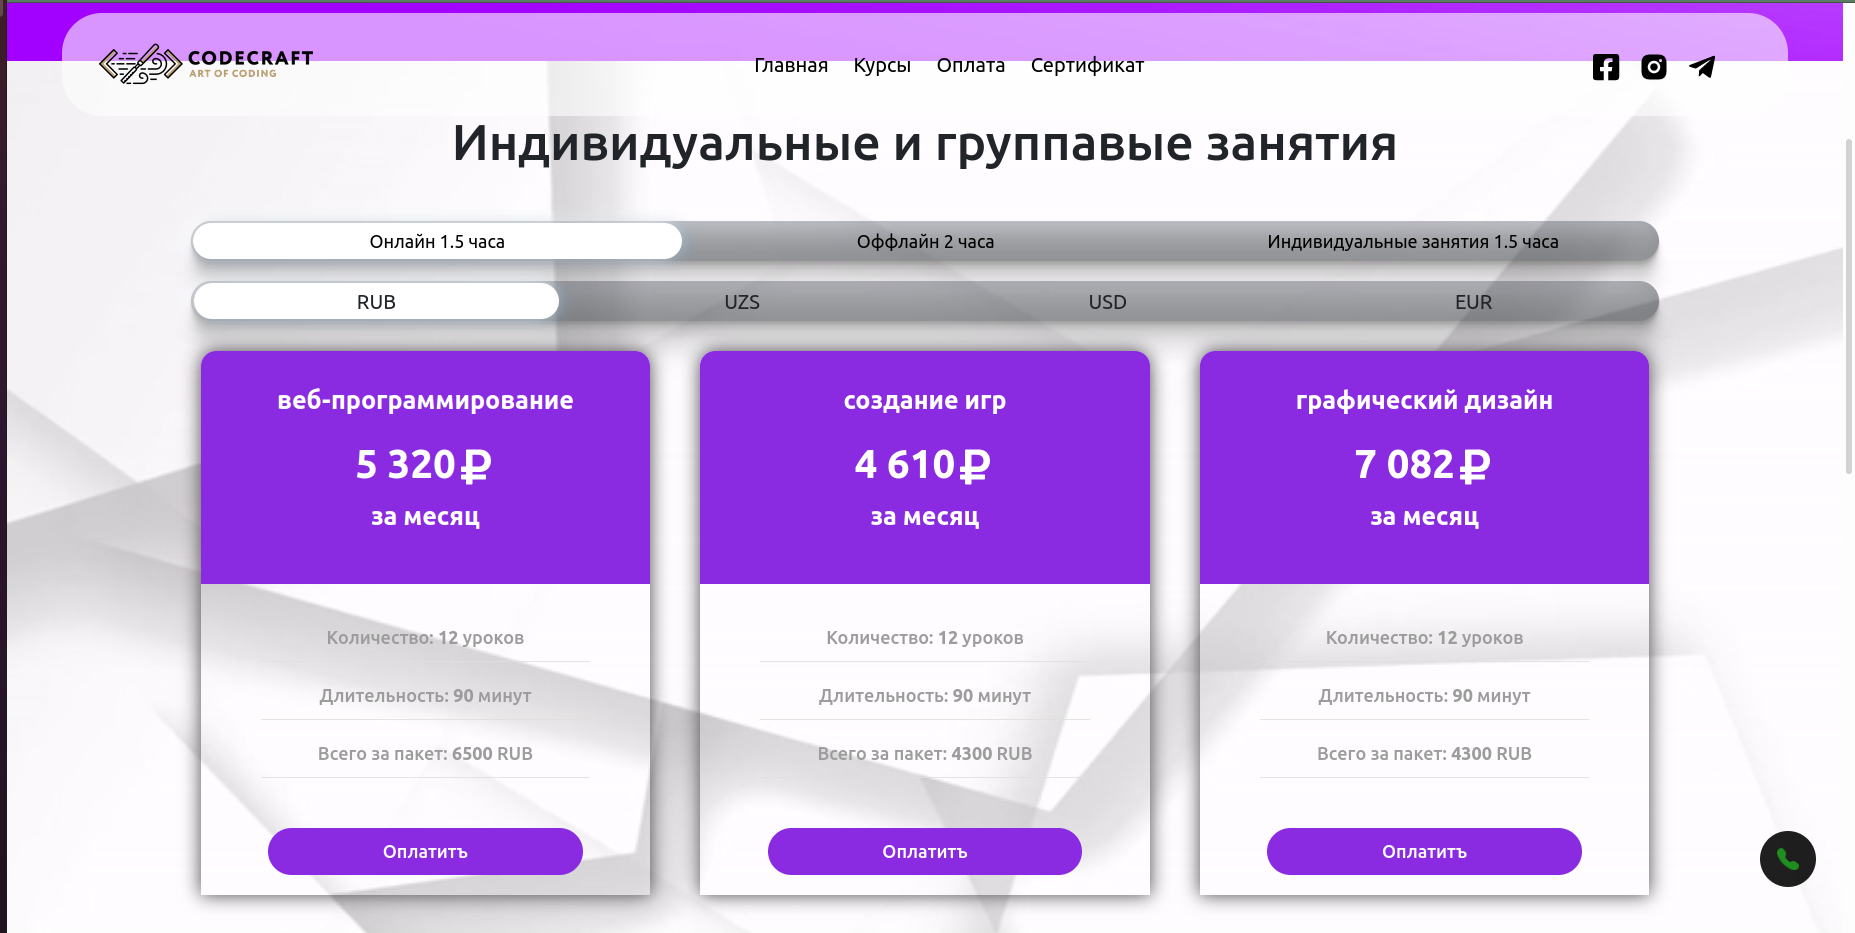 CODECRAFT
ART OF CODING
Главная Курсы Оплата Сертификат
Индивидуальные и группавые занятия
Онлайн 1.5 часа Оффлайн 2 часа Индивидуальные занятия 1.5 часа
RUB UZS USD EUR
веб-программирование
5 320₽
за месяц
Количество: 12 уроков
Длительность: 90 минут
Всего за пакет: 6500 RUB
Оплатитъ
создание игр
4 610₽
за месяц
Количество: 12 уроков
Длительность: 90 минут
Всего за пакет: 4300 RUB
Оплатитъ
графический дизайн
7 082₽
за месяц
Количество: 12 уроков
Длительность: 90 минут
Всего за пакет: 4300 RUB
Оплатитъ